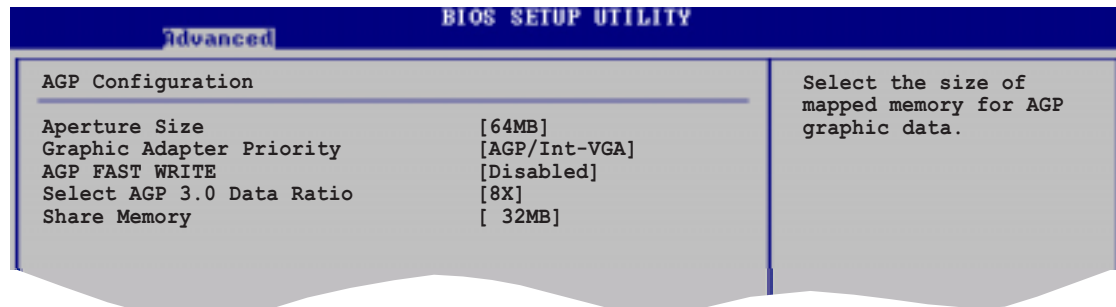 BIOS SETUP UTILITY
Advanced
AGP Configuration
Aperture Size [64MB]
Graphic Adapter Priority [AGP/Int-VGA]
AGP FAST WRITE [Disabled]
Select AGP 3.0 Data Ratio [8X]
Share Memory [ 32MB]
Select the size of
mapped memory for AGP
graphic data.